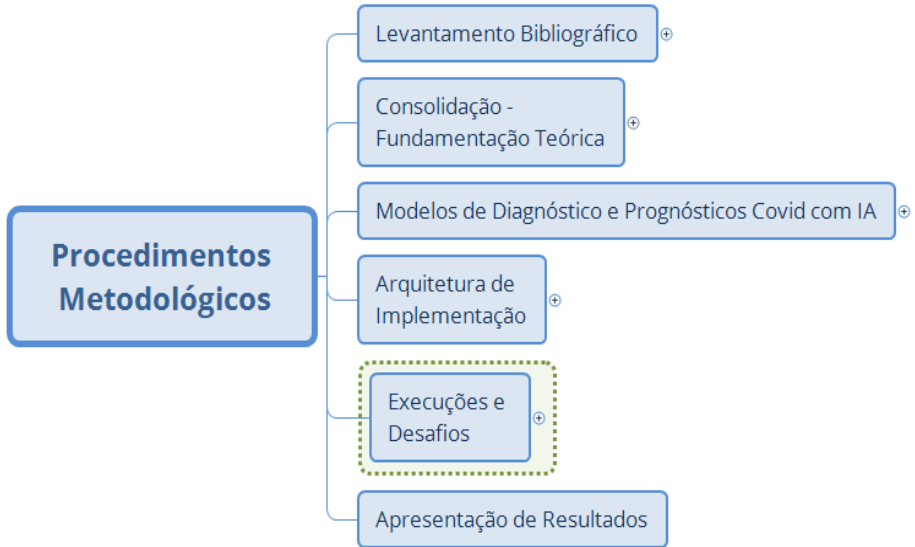 Procedimentos
Metodológicos
Levantamento Bibliográfico
Consolidação -
Fundamentação Teórica
Modelos de Diagnóstico e Prognósticos Covid com IA
Arquitetura de
Implementação
Execuções e
Desafios
Apresentação de Resultados